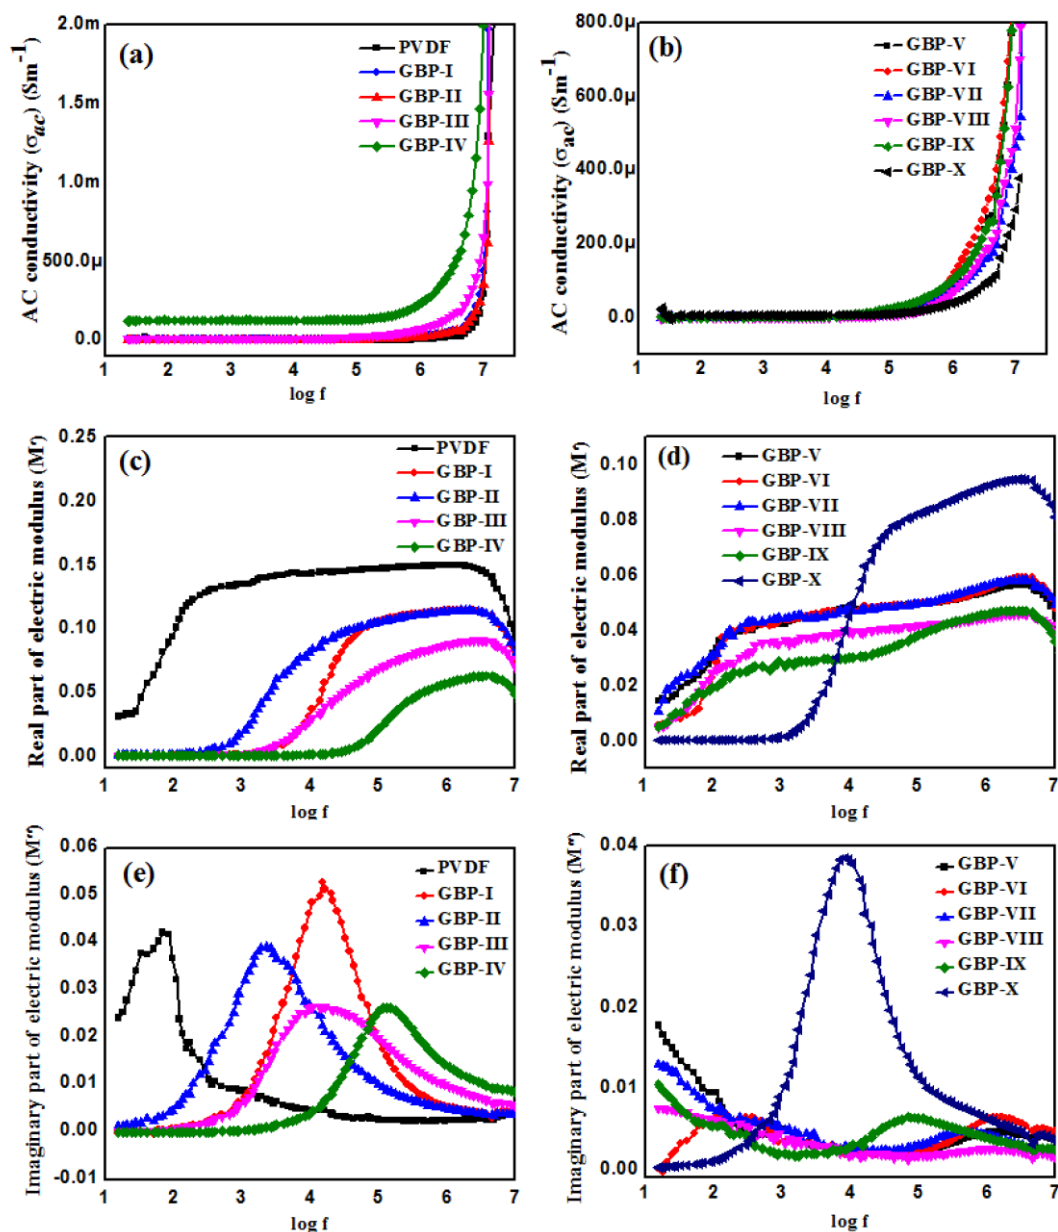 (a)
AC conductivity (σac) (Sm⁻¹)
2.0m
1.5m
1.0m
500.0µ
0.0
PVDF
GBP-I
GBP-II
GBP-III
GBP-IV
1 2 3 4 5 6 7
log f
(b)
AC conductivity (σac) (Sm⁻¹)
800.0µ
600.0µ
400.0µ
200.0µ
0.0
GBP-V
GBP-VI
GBP-VII
GBP-VIII
GBP-IX
GBP-X
1 2 3 4 5 6 7
log f
(c)
Real part of electric modulus (M')
0.25
0.20
0.15
0.10
0.05
0.00
PVDF
GBP-I
GBP-II
GBP-III
GBP-IV
1 2 3 4 5 6 7
log f
(d)
Real part of electric modulus (M')
0.10
0.08
0.06
0.04
0.02
0.00
GBP-V
GBP-VI
GBP-VII
GBP-VIII
GBP-IX
GBP-X
1 2 3 4 5 6 7
log f
(e)
Imaginary part of electric modulus (M")
0.06
0.05
0.04
0.03
0.02
0.01
0.00
-0.01
PVDF
GBP-I
GBP-II
GBP-III
GBP-IV
1 2 3 4 5 6 7
log f
(f)
Imaginary part of electric modulus (M")
0.04
0.03
0.02
0.01
0.00
GBP-V
GBP-VI
GBP-VII
GBP-VIII
GBP-IX
GBP-X
1 2 3 4 5 6 7
log f